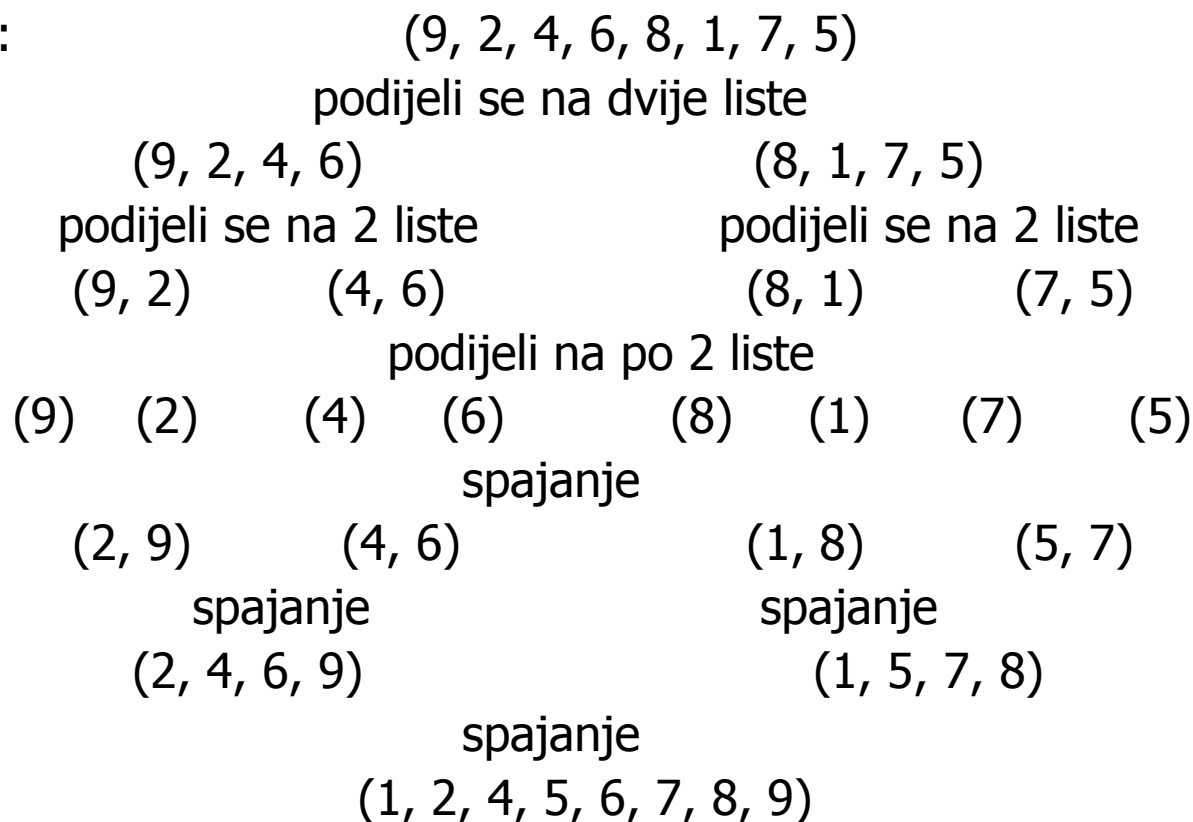 : (9, 2, 4, 6, 8, 1, 7, 5)
podijeli se na dvije liste
(9, 2, 4, 6) (8, 1, 7, 5)
podijeli se na 2 liste podijeli se na 2 liste
(9, 2) (4, 6) (8, 1) (7, 5)
podijeli na po 2 liste
(9) (2) (4) (6) (8) (1) (7) (5)
spajanje
(2, 9) (4, 6) (1, 8) (5, 7)
spajanje spajanje
(2, 4, 6, 9) (1, 5, 7, 8)
spajanje
(1, 2, 4, 5, 6, 7, 8, 9)